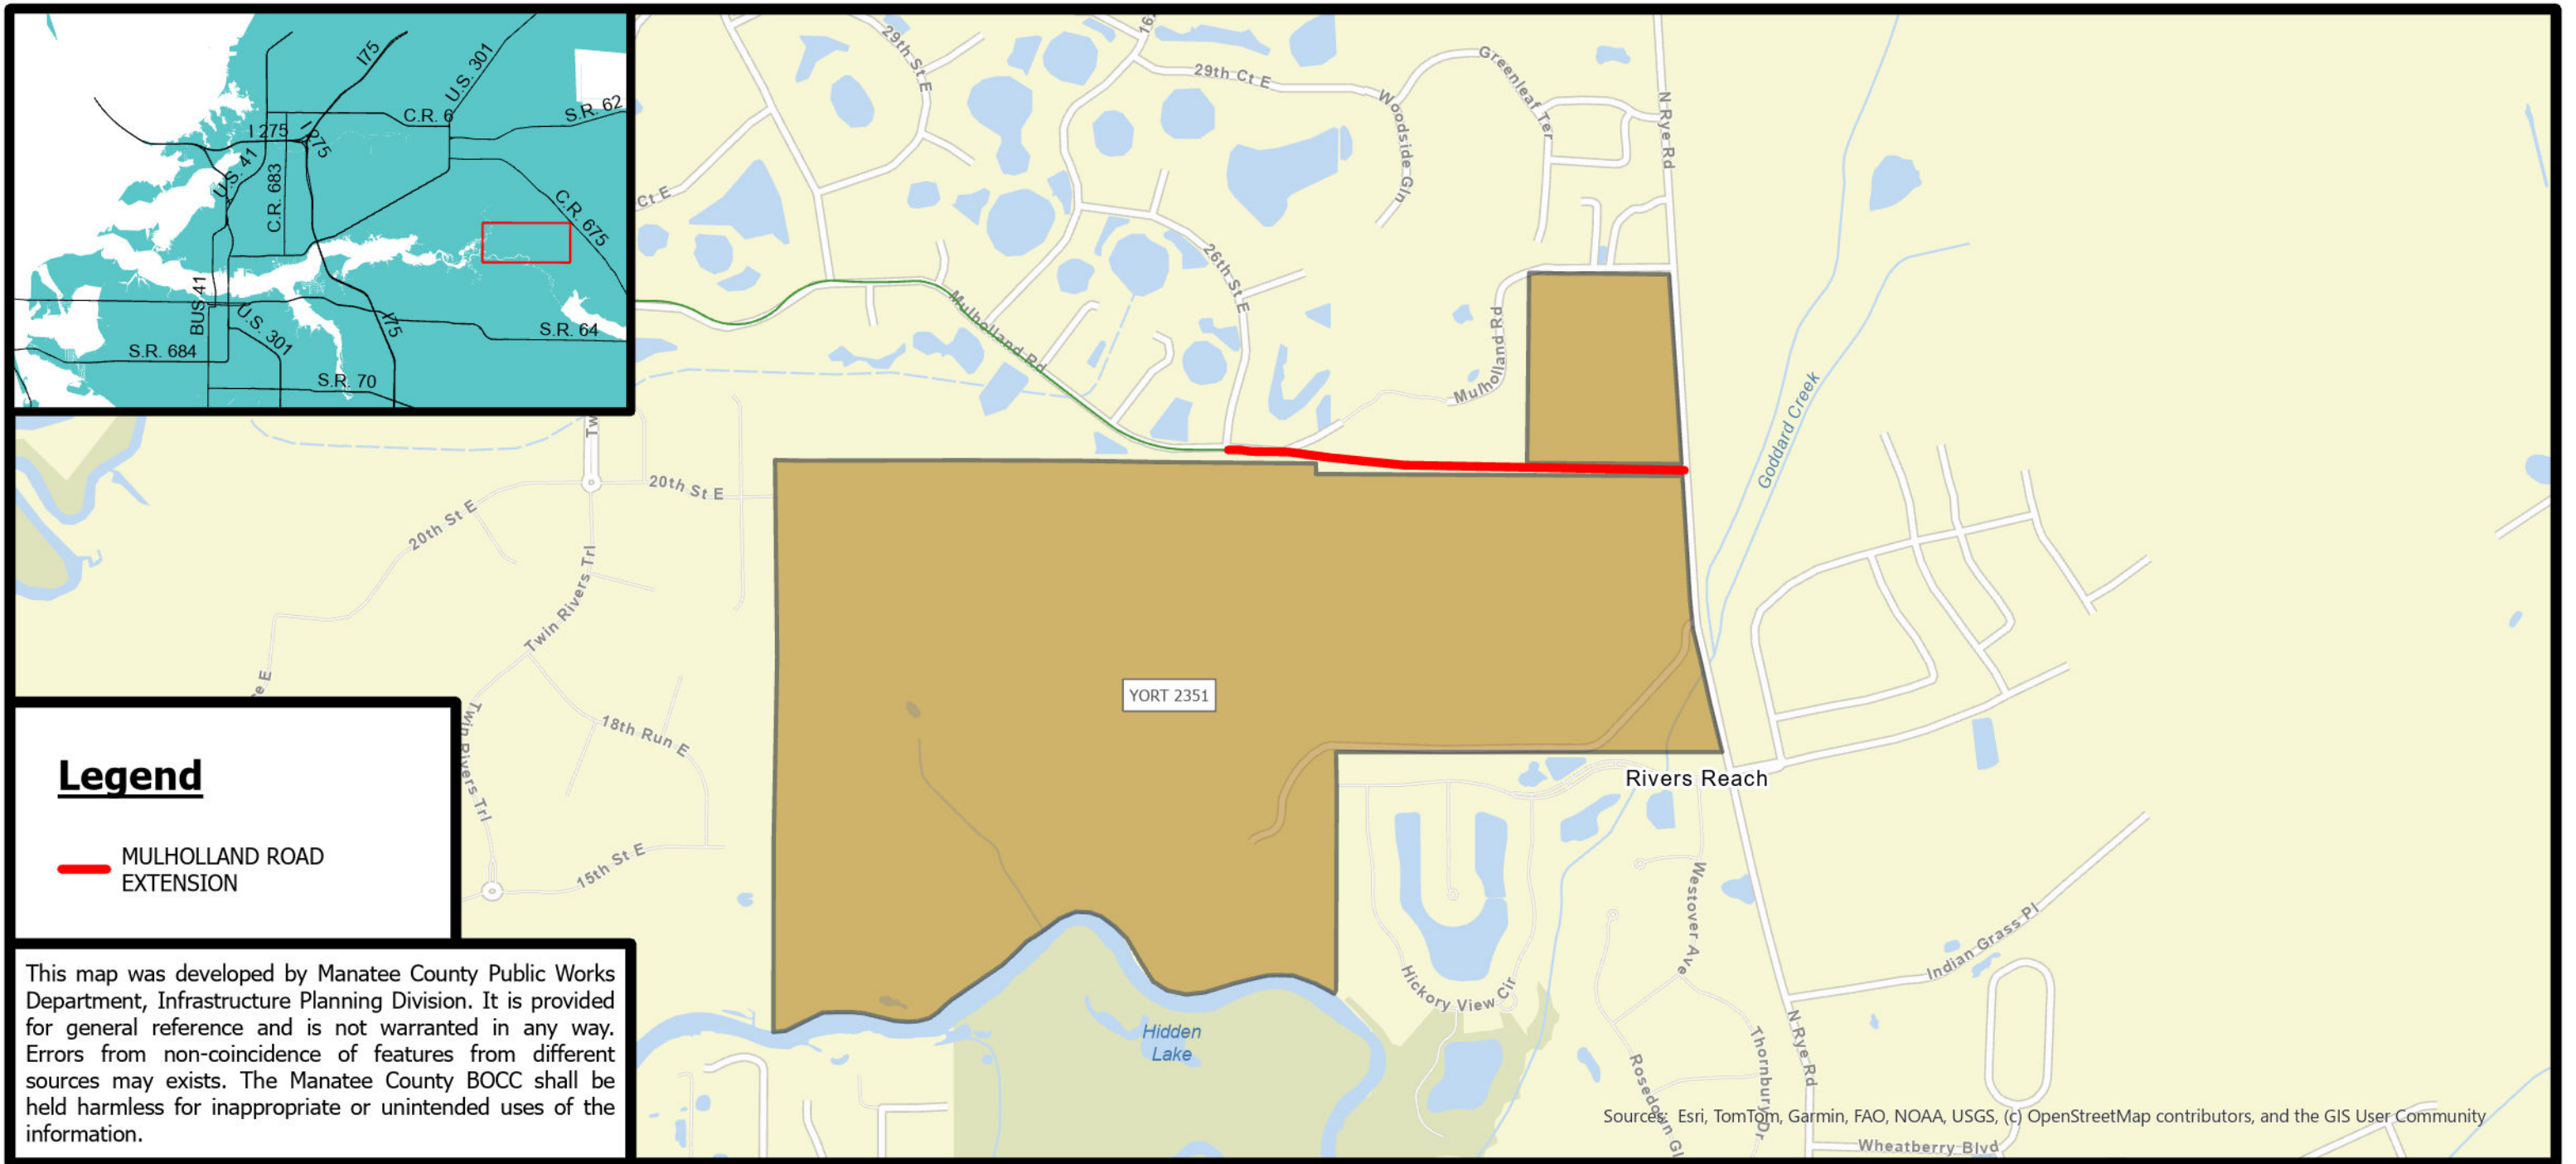 I75
U.S. 301
C.R. 6
S.R. 62
I 275
I 275
U.S. 41
C.R. 683
C.R. 675
BUS 41
U.S. 301
I75
S.R. 64
S.R. 684
S.R. 70
29th St E
16
29th Ct E
Greenleaf Ter
Woodside Gln
N Rye Rd
Ct E
26th St E
Mulholland Rd
Mulholland Rd
Goddard Creek
Tw
20th St E
20th St E
Twin Rivers Trl
YORT 2351
re E
Twin Rivers Trl
18th Run E
15th St E
Rivers Reach
Westover Ave
Hickory View Cir
Indian Grass Pl
Hidden
Lake
N Rye Rd
Thornbury Dr
Rosedown Gl
Wheatberry Blvd
Legend
MULHOLLAND ROAD
EXTENSION
This map was developed by Manatee County Public Works
Department, Infrastructure Planning Division. It is provided
for general reference and is not warranted in any way.
Errors from non-coincidence of features from different
sources may exists. The Manatee County BOCC shall be
held harmless for inappropriate or unintended uses of the
information.
Sources: Esri, TomTom, Garmin, FAO, NOAA, USGS, (c) OpenStreetMap contributors, and the GIS User Community